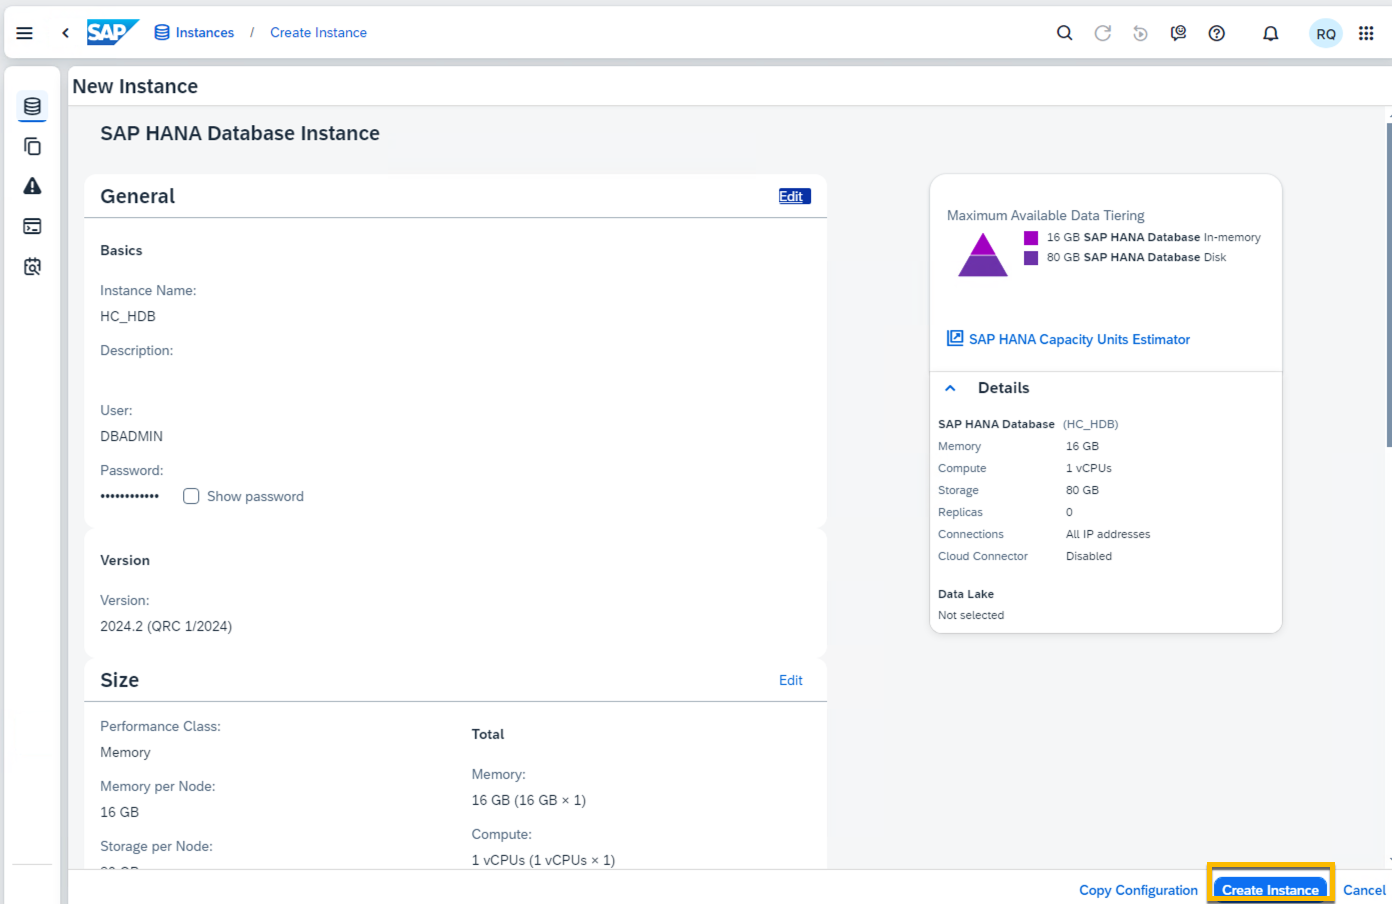 SAP Instances / Create Instance RQ
New Instance
SAP HANA Database Instance
General Edit
Basics
Instance Name:
HC_HDB
Description:
User:
DBADMIN
Password:
•••••••••••• Show password
Version
Version:
2024.2 (QRC 1/2024)
Size Edit
Performance Class:
Memory
Memory per Node:
16 GB
Storage per Node:
Total
Memory:
16 GB (16 GB × 1)
Compute:
1 vCPUs (1 vCPUs × 1)
Maximum Available Data Tiering
16 GB SAP HANA Database In-memory
80 GB SAP HANA Database Disk
SAP HANA Capacity Units Estimator
Details
SAP HANA Database (HC_HDB)
Memory 16 GB
Compute 1 vCPUs
Storage 80 GB
Replicas 0
Connections All IP addresses
Cloud Connector Disabled
Data Lake
Not selected
Copy Configuration Create Instance Cancel